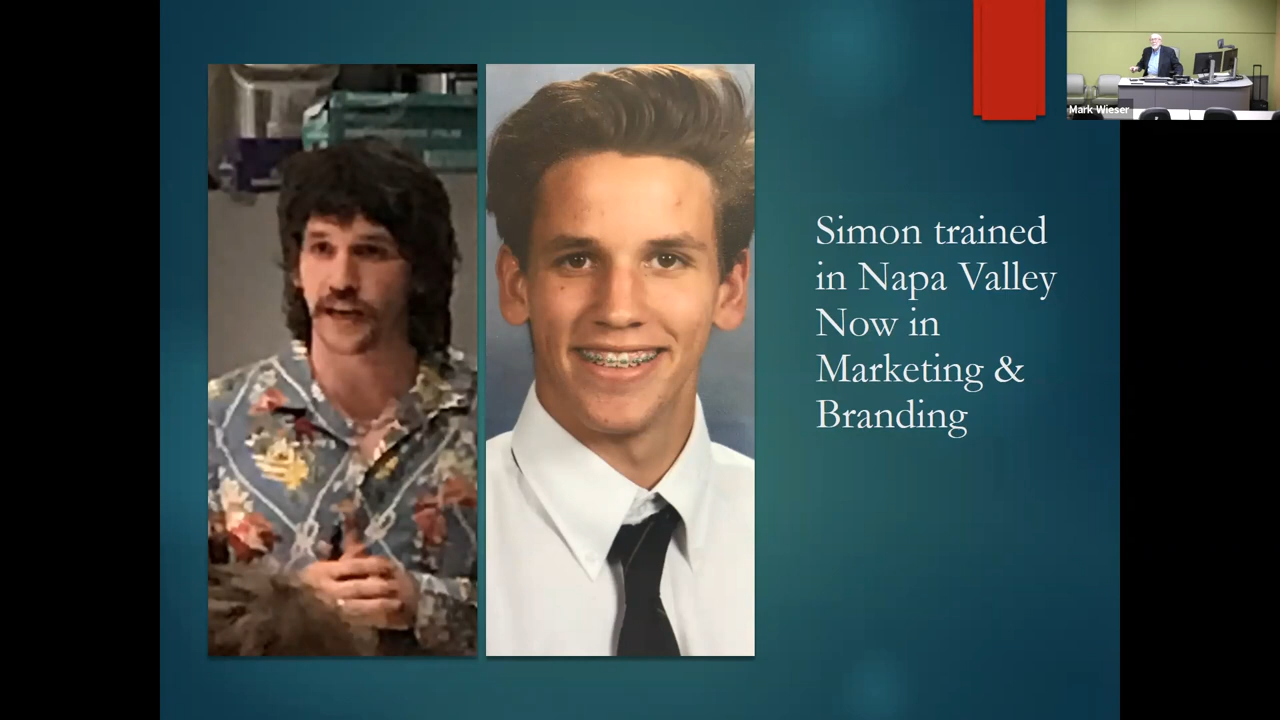 Mark Wieser
Simon trained
in Napa Valley
Now in
Marketing &
Branding